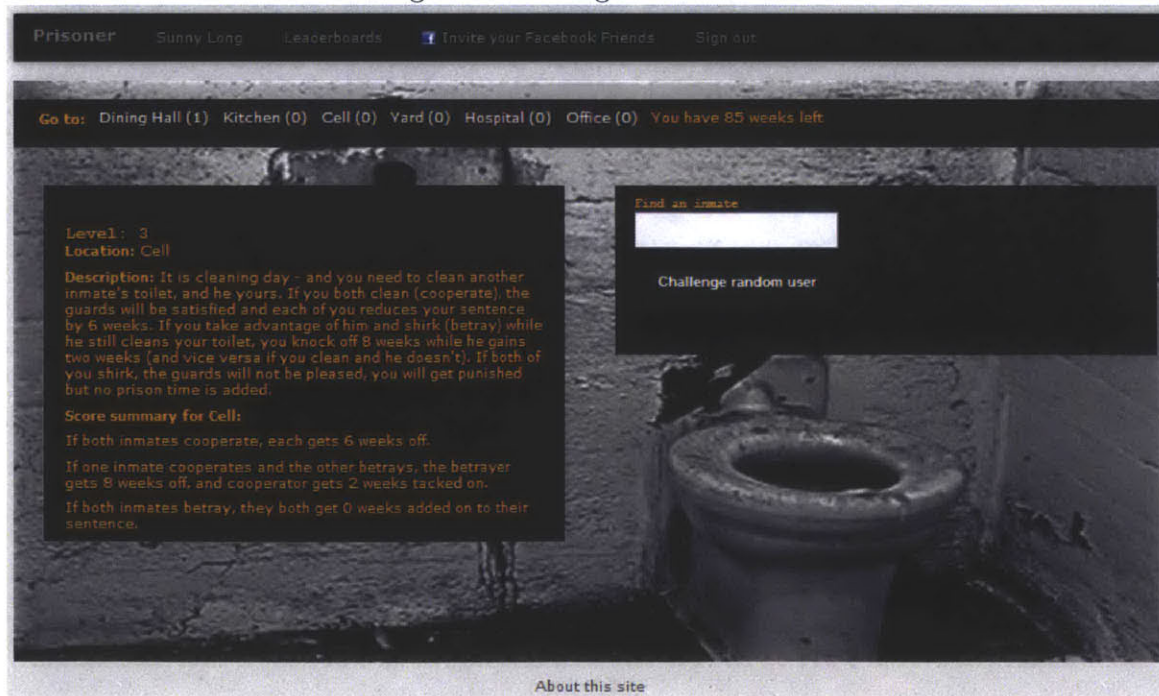 Prisoner Sunny Long Leaderboards Invite your Facebook Friends Sign out
Go to: Dining Hall (1) Kitchen (0) Cell (0) Yard (0) Hospital (0) Office (0) You have 85 weeks left
Level: 3
Location: Cell
Description: It is cleaning day - and you need to clean another
inmate's toilet, and he yours. If you both clean (cooperate), the
guards will be satisfied and each of you reduces your sentence
by 6 weeks. If you take advantage of him and shirk (betray) while
he still cleans your toilet, you knock off 8 weeks while he gains
two weeks (and vice versa if you clean and he doesn't). If both of
you shirk, the guards will not be pleased, you will get punished
but no prison time is added.
Score summary for Cell:
If both inmates cooperate, each gets 6 weeks off.
If one inmate cooperates and the other betrays, the betrayer
gets 8 weeks off, and cooperator gets 2 weeks tacked on.
If both inmates betray, they both get 0 weeks added on to their
sentence.
Find an inmate
Challenge random user
About this site